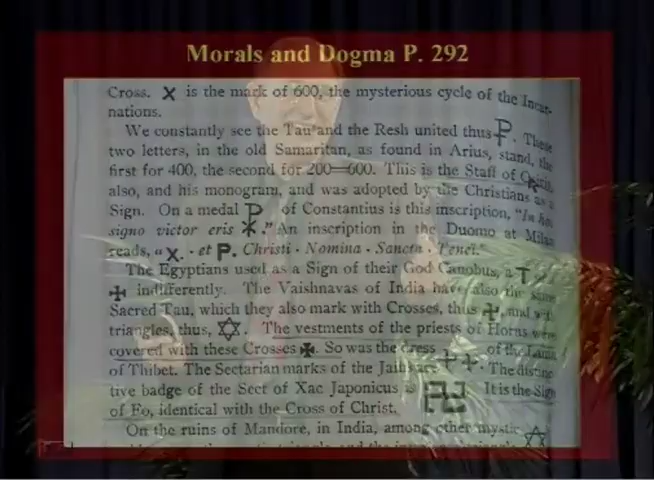 Morals and Dogma P. 292
Cross. X is the mark of 600, the mysterious cycle of the Incar-
nations.
We constantly see the Tau and the Resh united thus. These
two letters, in the old Samaritan, as found in Arius, stand, the
first for 400, the second for 200=600. This is the Staff of
also, and his monogram, and was adopted by the Christians as a
Sign. On a medal of Constantius is this inscription, "In hoc
signo victor eris ." An inscription in the Duomo at Milan
reads, "X. et P. Christi · Nomina · Sancta · Tenei."
The Egyptians used as a Sign of their God Canobus, a T
indifferently. The Vaishnavas of India have also the same
Sacred Tau, which they also mark with Crosses, thus, and with
triangles, thus, ✡. The vestments of the priests of Horus were
covered with these Crosses ✠. So was the dress of the Lama
of Thibet. The Sectarian marks of the Jains are. The distinc-
tive badge of the Sect of Xac Japonicus is It is the Sign
of Fo, identical with the Cross of Christ.
On the ruins of Mandore, in India, among other mystic